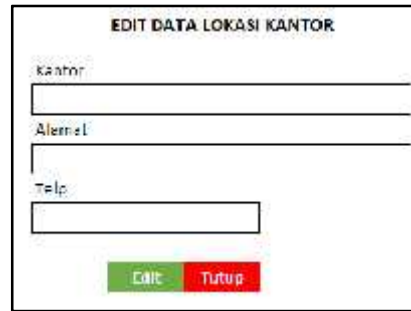 EDIT DATA LOKASI KANTOR
Kantor
Alamat
Telp
Edit Tutup